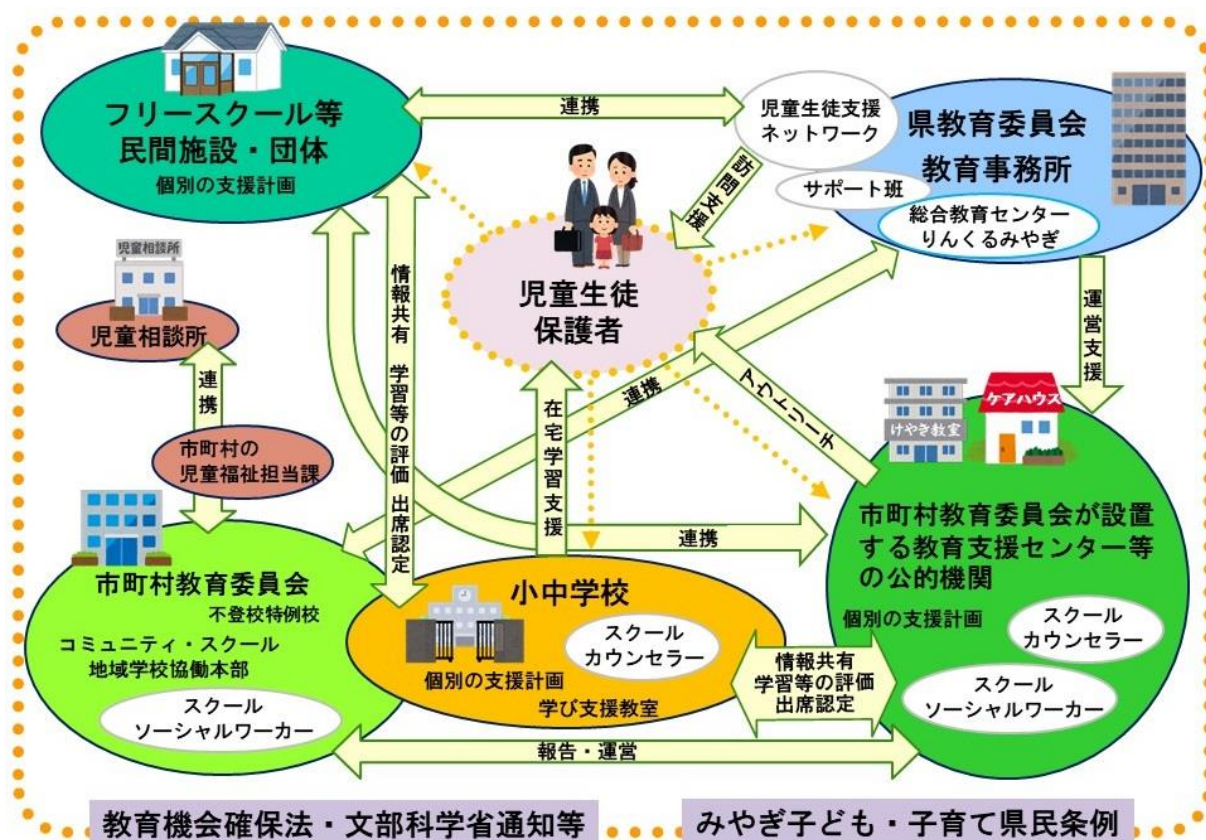 フリースクール等
民間施設・団体
個別の支援計画
連携
児童生徒支援
ネットワーク
県教育委員会
教育事務所
サポート班
総合教育センター
りんくるみやぎ
訪問支援
児童相談所
児童相談所
連携
市町村の
児童福祉担当課
情報共有 学習等の評価 出席認定
児童生徒
保護者
連携
運営支援
アウトリーチ
在宅学習支援
連携
けやき教室
ケアハウス
市町村教育委員会が設置
する教育支援センター等
の公的機関
個別の支援計画
スクール
カウンセラー
スクール
ソーシャルワーカー
市町村教育委員会
不登校特例校
コミュニティ・スクール
地域学校協働本部
スクール
ソーシャルワーカー
小中学校
スクール
カウンセラー
個別の支援計画
学び支援教室
情報共有
学習等の評価
出席認定
報告・運営
教育機会確保法・文部科学省通知等
みやぎ子ども・子育て県民条例